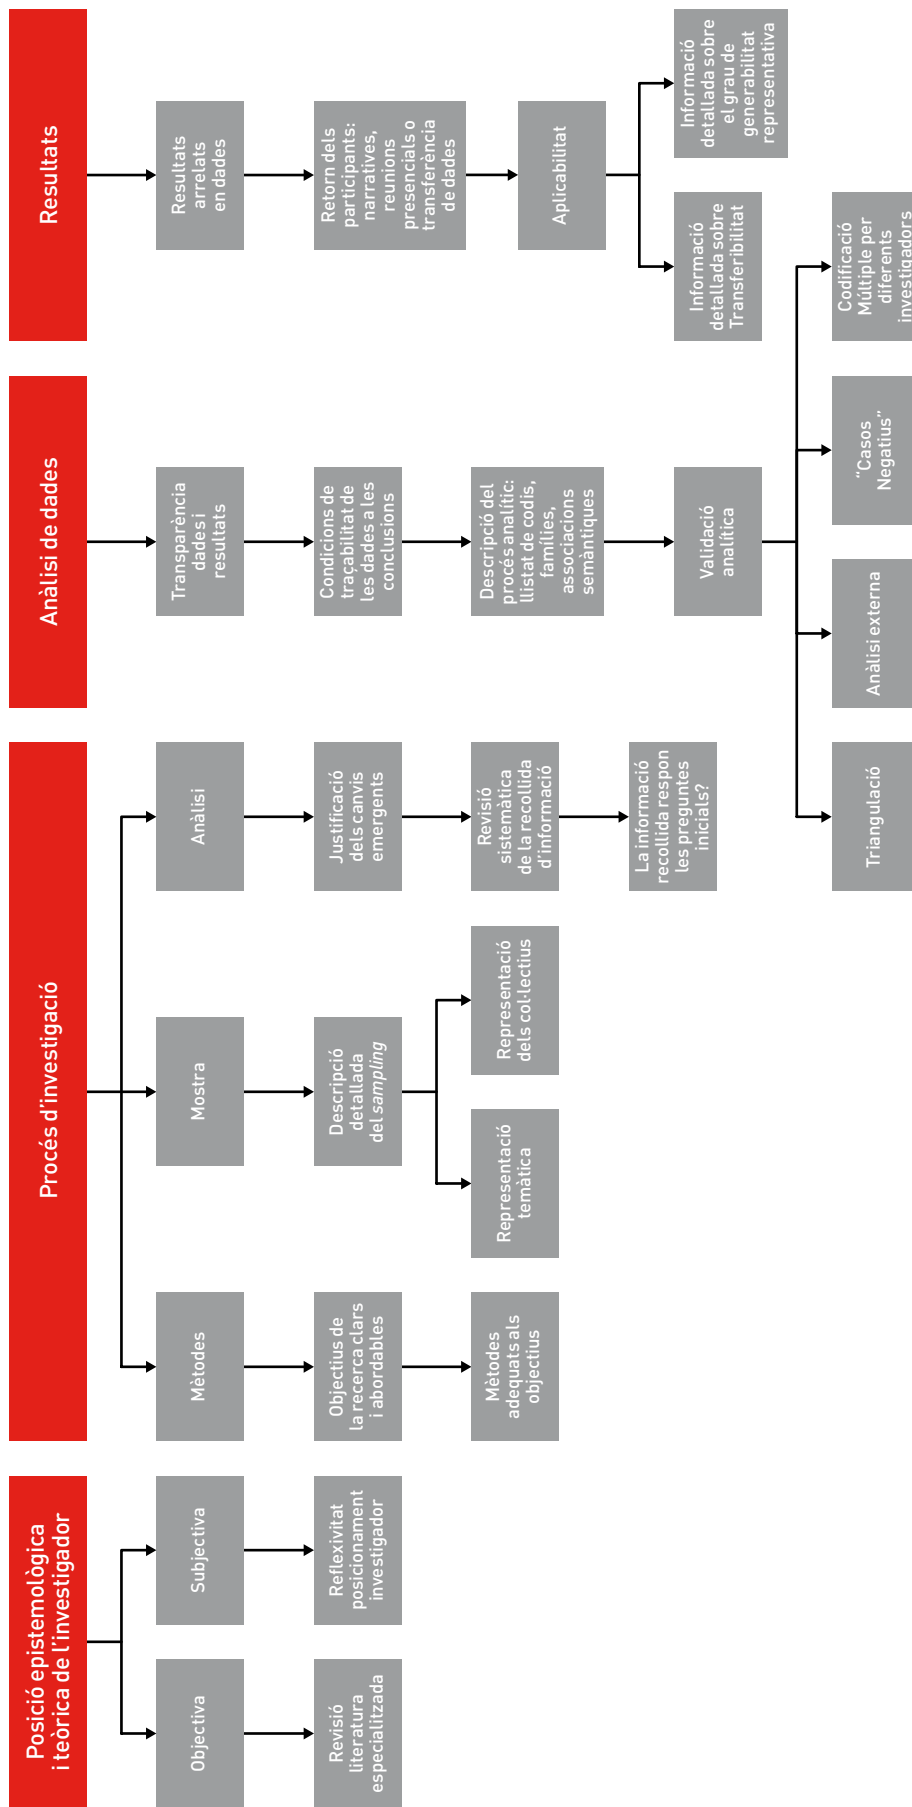 Posició epistemològica
i teòrica de l’investigador
Objectiva
Revisió
literatura
especialitzada
Subjectiva
Reflexivitat
posicionament
investigador
Procés d’investigació
Mètodes
Objectius de
la recerca clars
i abordables
Mètodes
adequats als
objectius
Mostra
Descripció
detallada
del sampling
Representació
temàtica
Representació
dels col·lectius
Anàlisi
Justificació
dels canvis
emergents
Revisió
sistemàtica
de la recollida
d’informació
La informació
recollida respon
les preguntes
inicials?
Anàlisi de dades
Transparència
dades i
resultats
Condicions de
traçabilitat de
les dades a les
conclusions
Descripció del
procés analític:
llistat de codis,
famílies,
associacions
semàntiques
Validació
analítica
Triangulació
Anàlisi externa
“Casos
Negatius”
Codificació
Múltiple per
diferents
investigadors
Resultats
Resultats
arrelats
en dades
Retorn dels
participants:
narratives,
reunions
presencials o
transferència
de dades
Aplicabilitat
Informació
detallada sobre
Transferibilitat
Informació
detallada sobre
el grau de
generabilitat
representativa